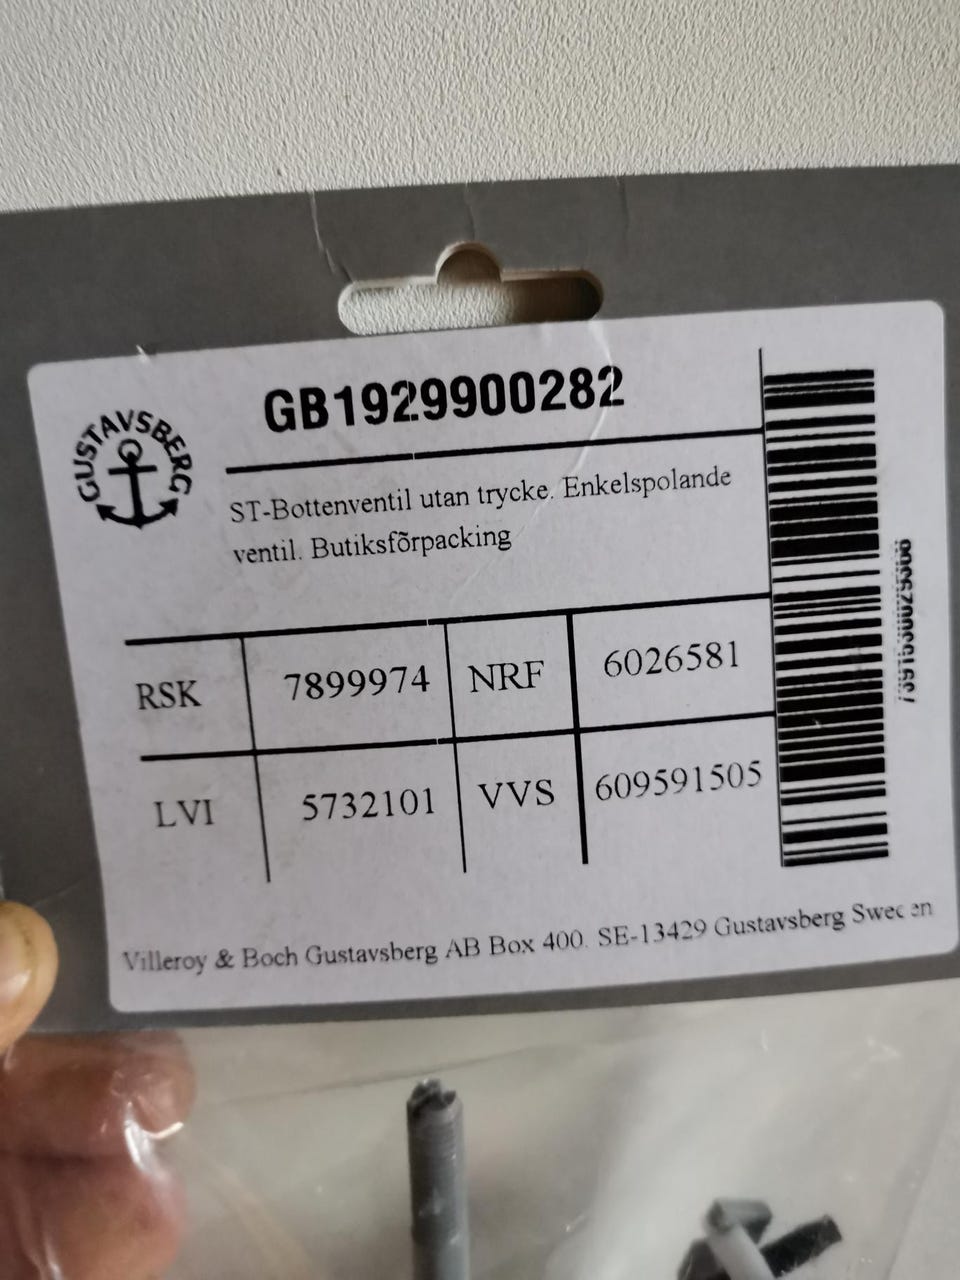 GUSTAVSBERG
GB1929900282
ST-Bottenventil utan trycke. Enkelspolande
ventil. Butiksförpacking
RSK 7899974 NRF 6026581
LVI 5732101 VVS 609591505
Villeroy & Boch Gustavsberg AB Box 400. SE-13429 Gustavsberg Sweden